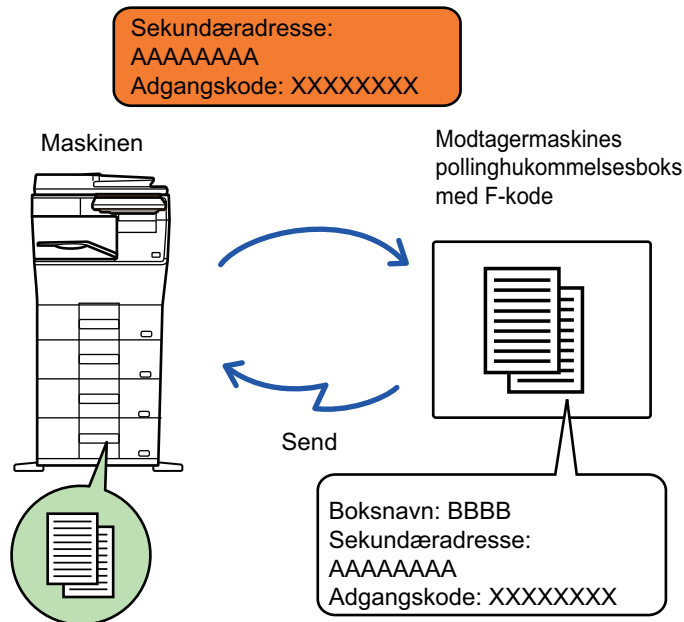 Sekundæradresse:
AAAAAAAA
Adgangskode: XXXXXXXX
Maskinen
Modtagermaskines
pollinghukommelsesboks
med F-kode
Send
Boksnavn: BBBB
Sekundæradresse:
AAAAAAAA
Adgangskode: XXXXXXXX